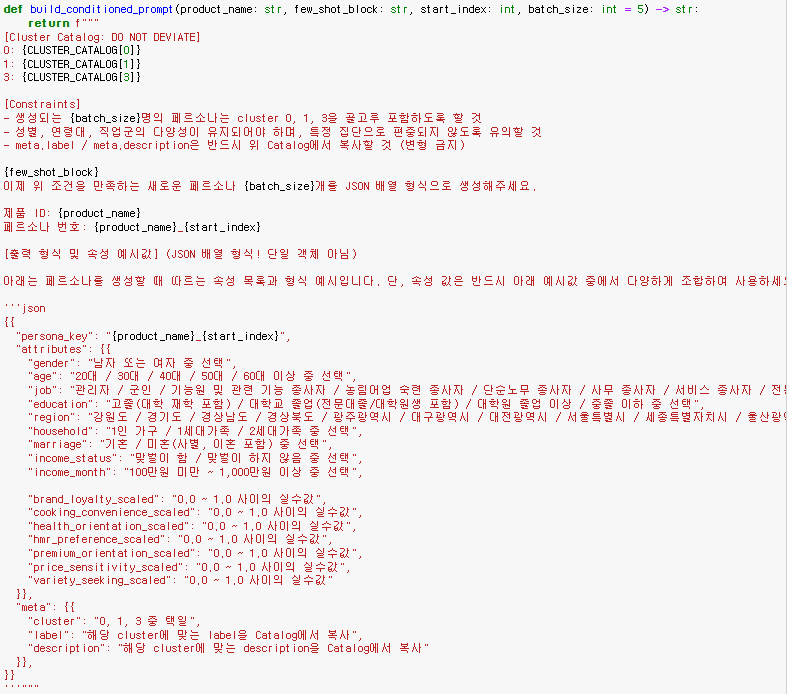 def build_conditioned_prompt(product_name: str, few_shot_block: str, start_index: int, batch_size: int = 5) -> str:
    return f"""
[Cluster Catalog: DO NOT DEVIATE]
0: {CLUSTER_CATALOG[0]}
1: {CLUSTER_CATALOG[1]}
3: {CLUSTER_CATALOG[3]}

[Constraints]
- 생성되는 {batch_size}명의 페르소나는 cluster 0, 1, 3을 골고루 포함하도록 할 것
- 성별, 연령대, 직업군의 다양성이 유지되어야 하며, 특정 집단으로 편중되지 않도록 유의할 것
- meta.label / meta.description은 반드시 위 Catalog에서 복사할 것 (변형 금지)

{few_shot_block}
이제 위 조건을 만족하는 새로운 페르소나 {batch_size}개를 JSON 배열 형식으로 생성해주세요.

제품 ID: {product_name}
페르소나 번호: {product_name}_{start_index}

[출력 형식 및 속성 예시값] (JSON 배열 형식! 단일 객체 아님)

아래는 페르소나를 생성할 때 따르는 속성 목록과 형식 예시입니다. 단, 속성 값은 반드시 아래 예시값 중에서 다양하게 조합하여 사용하세요

```json
{{
  "persona_key": "{product_name}_{start_index}",
  "attributes": {{
    "gender": "남자 또는 여자 중 선택",
    "age": "20대 / 30대 / 40대 / 50대 / 60대 이상 중 선택",
    "job": "관리자 / 군인 / 기능원 및 관련 기능 종사자 / 농림어업 숙련 종사자 / 단순노무 종사자 / 사무 종사자 / 서비스 종사자 /
    "education": "고졸(대학 재학 포함) / 대학교 졸업(전문대졸/대학원생 포함) / 대학원 졸업 이상 / 중졸 이하 중 선택",
    "region": "강원도 / 경기도 / 경상남도 / 경상북도 / 광주광역시 / 대구광역시 / 대전광역시 / 서울특별시 / 세종특별자치시 /
    "household": "1인 가구 / 1세대가족 / 2세대가족 중 선택",
    "marriage": "기혼 / 미혼(사별, 이혼 포함) 중 선택",
    "income_status": "맞벌이 함 / 맞벌이 하지 않음 중 선택",
    "income_month": "100만원 미만 ~ 1,000만원 이상 중 선택",

    "brand_loyalty_scaled": "0.0 ~ 1.0 사이의 실수값",
    "cooking_convenience_scaled": "0.0 ~ 1.0 사이의 실수값",
    "health_orientation_scaled": "0.0 ~ 1.0 사이의 실수값",
    "hmr_preference_scaled": "0.0 ~ 1.0 사이의 실수값",
    "premium_orientation_scaled": "0.0 ~ 1.0 사이의 실수값",
    "price_sensitivity_scaled": "0.0 ~ 1.0 사이의 실수값",
    "variety_seeking_scaled": "0.0 ~ 1.0 사이의 실수값"
  }},
  "meta": {{
    "cluster": "0, 1, 3 중 택일",
    "label": "해당 cluster에 맞는 label을 Catalog에서 복사",
    "description": "해당 cluster에 맞는 description을 Catalog에서 복사"
  }},
}}
```"""